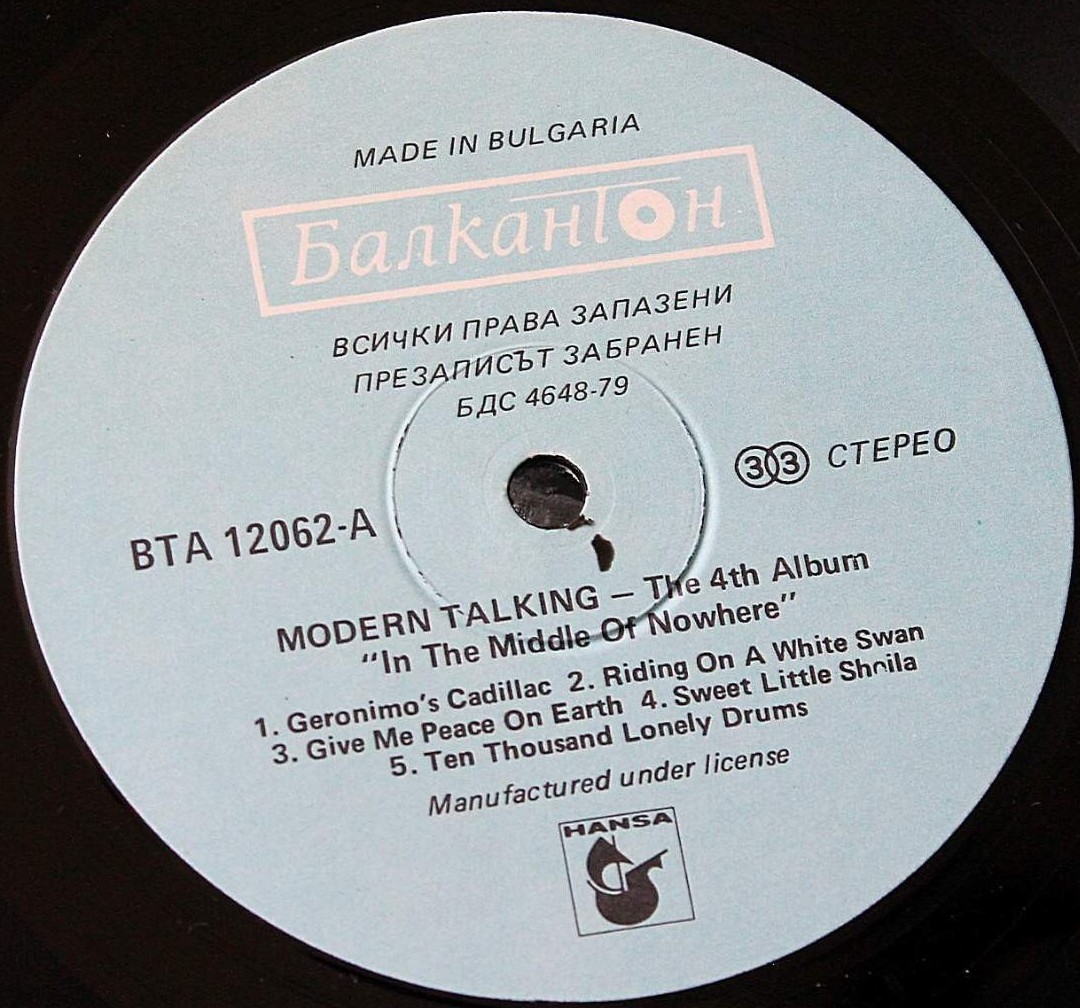 MADE IN BULGARIA
Балкантон
ВСИЧКИ ПРАВА ЗАПАЗЕНИ
ПРЕЗАПИСЪТ ЗАБРАНЕН
БДС 4648-79
33 СТЕРЕО
ВТА 12062-А
MODERN TALKING – The 4th Album
“In The Middle Of Nowhere”
1. Geronimo's Cadillac 2. Riding On A White Swan
3. Give Me Peace On Earth 4. Sweet Little Sheila
5. Ten Thousand Lonely Drums
Manufactured under license
HANSA